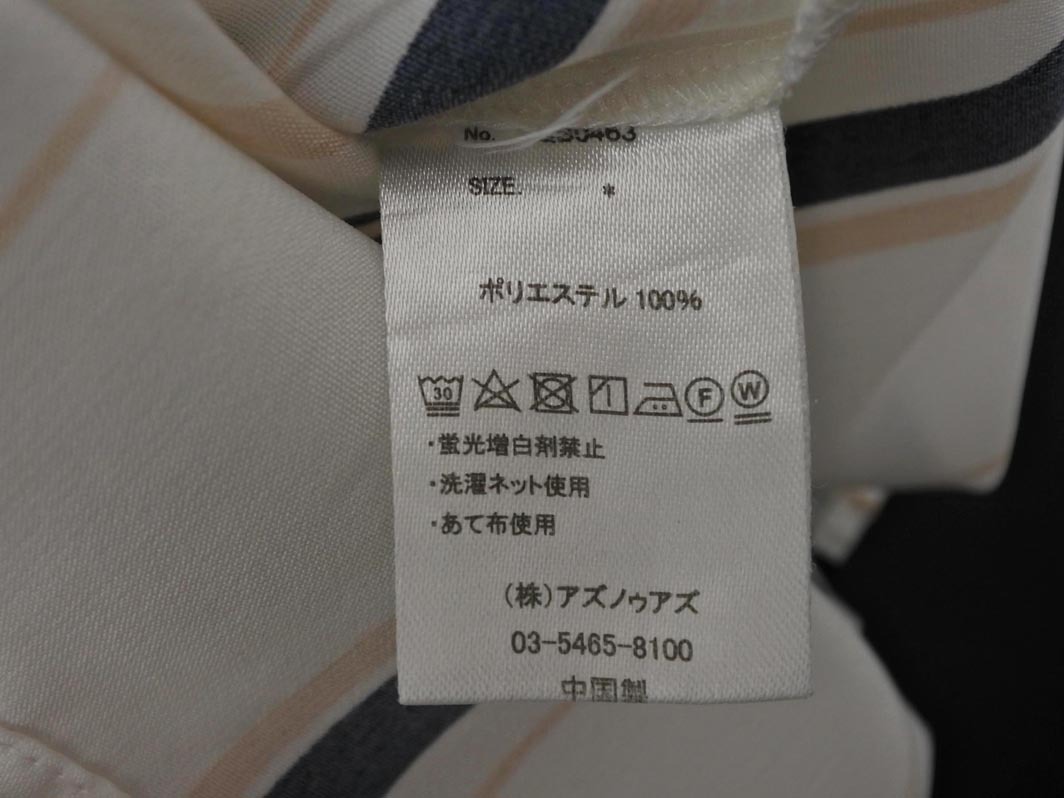 No.
SIZE. *
ポリエステル 100%
30 F W
・蛍光増白剤禁止
・洗濯ネット使用
・あて布使用
(株)アズノゥアズ
03-5465-8100
中国製